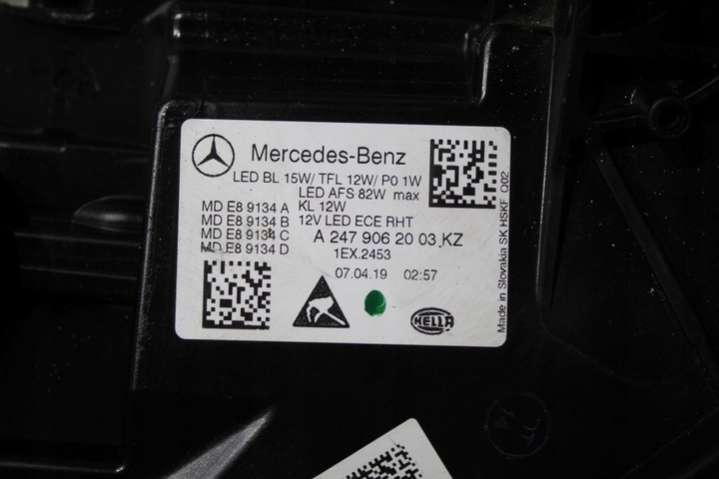 Mercedes-Benz
LED BL 15W/ TFL 12W/ P0 1W
LED AFS 82W max
MD E8 9134 A KL 12W
MD E8 9134 B 12V LED ECE RHT
MD E8 9134 C A 247 906 20 03 KZ
MD E8 9134 D 1EX.2453
07.04.19 02:57
HELLA
Made in Slovakia SK HSKF Q02